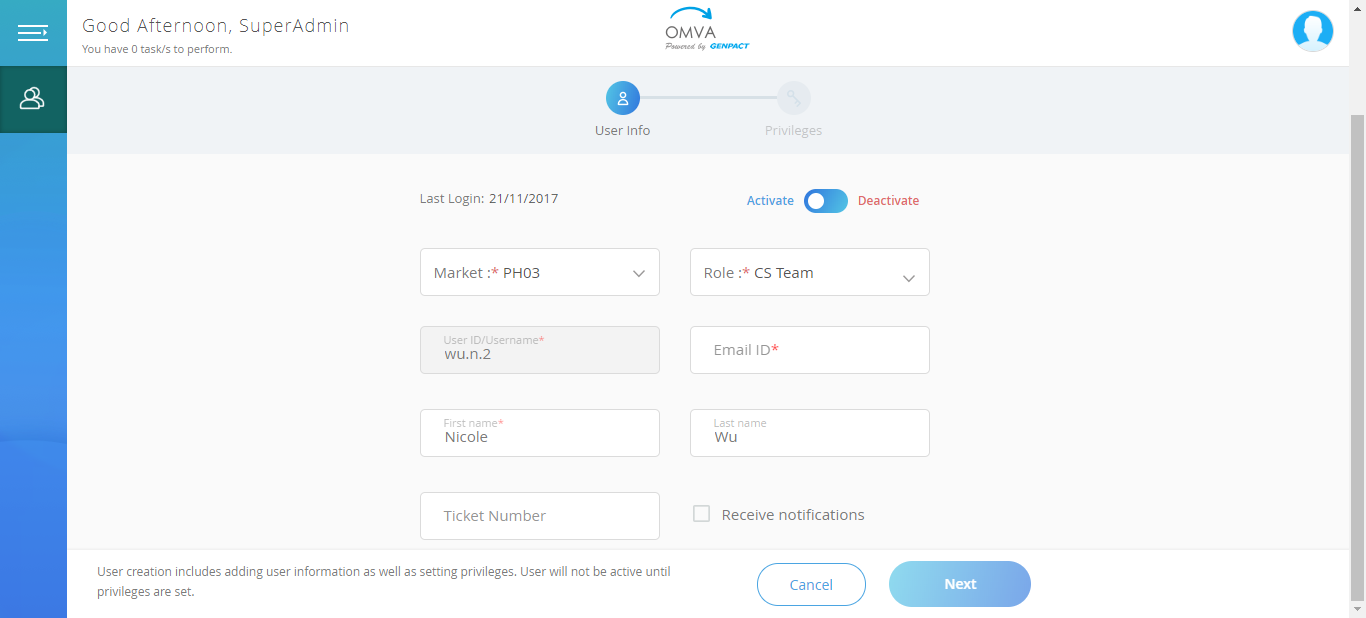 Good Afternoon, SuperAdmin
You have 0 task/s to perform.
OMVA
Powered by GENPACT
User Info
Privileges
Last Login: 21/11/2017
Activate
Deactivate
Market :* PH03
Role :* CS Team
User ID/Username*
wu.n.2
Email ID*
First name*
Nicole
Last name
Wu
Ticket Number
Receive notifications
User creation includes adding user information as well as setting privileges. User will not be active until
privileges are set.
Cancel
Next